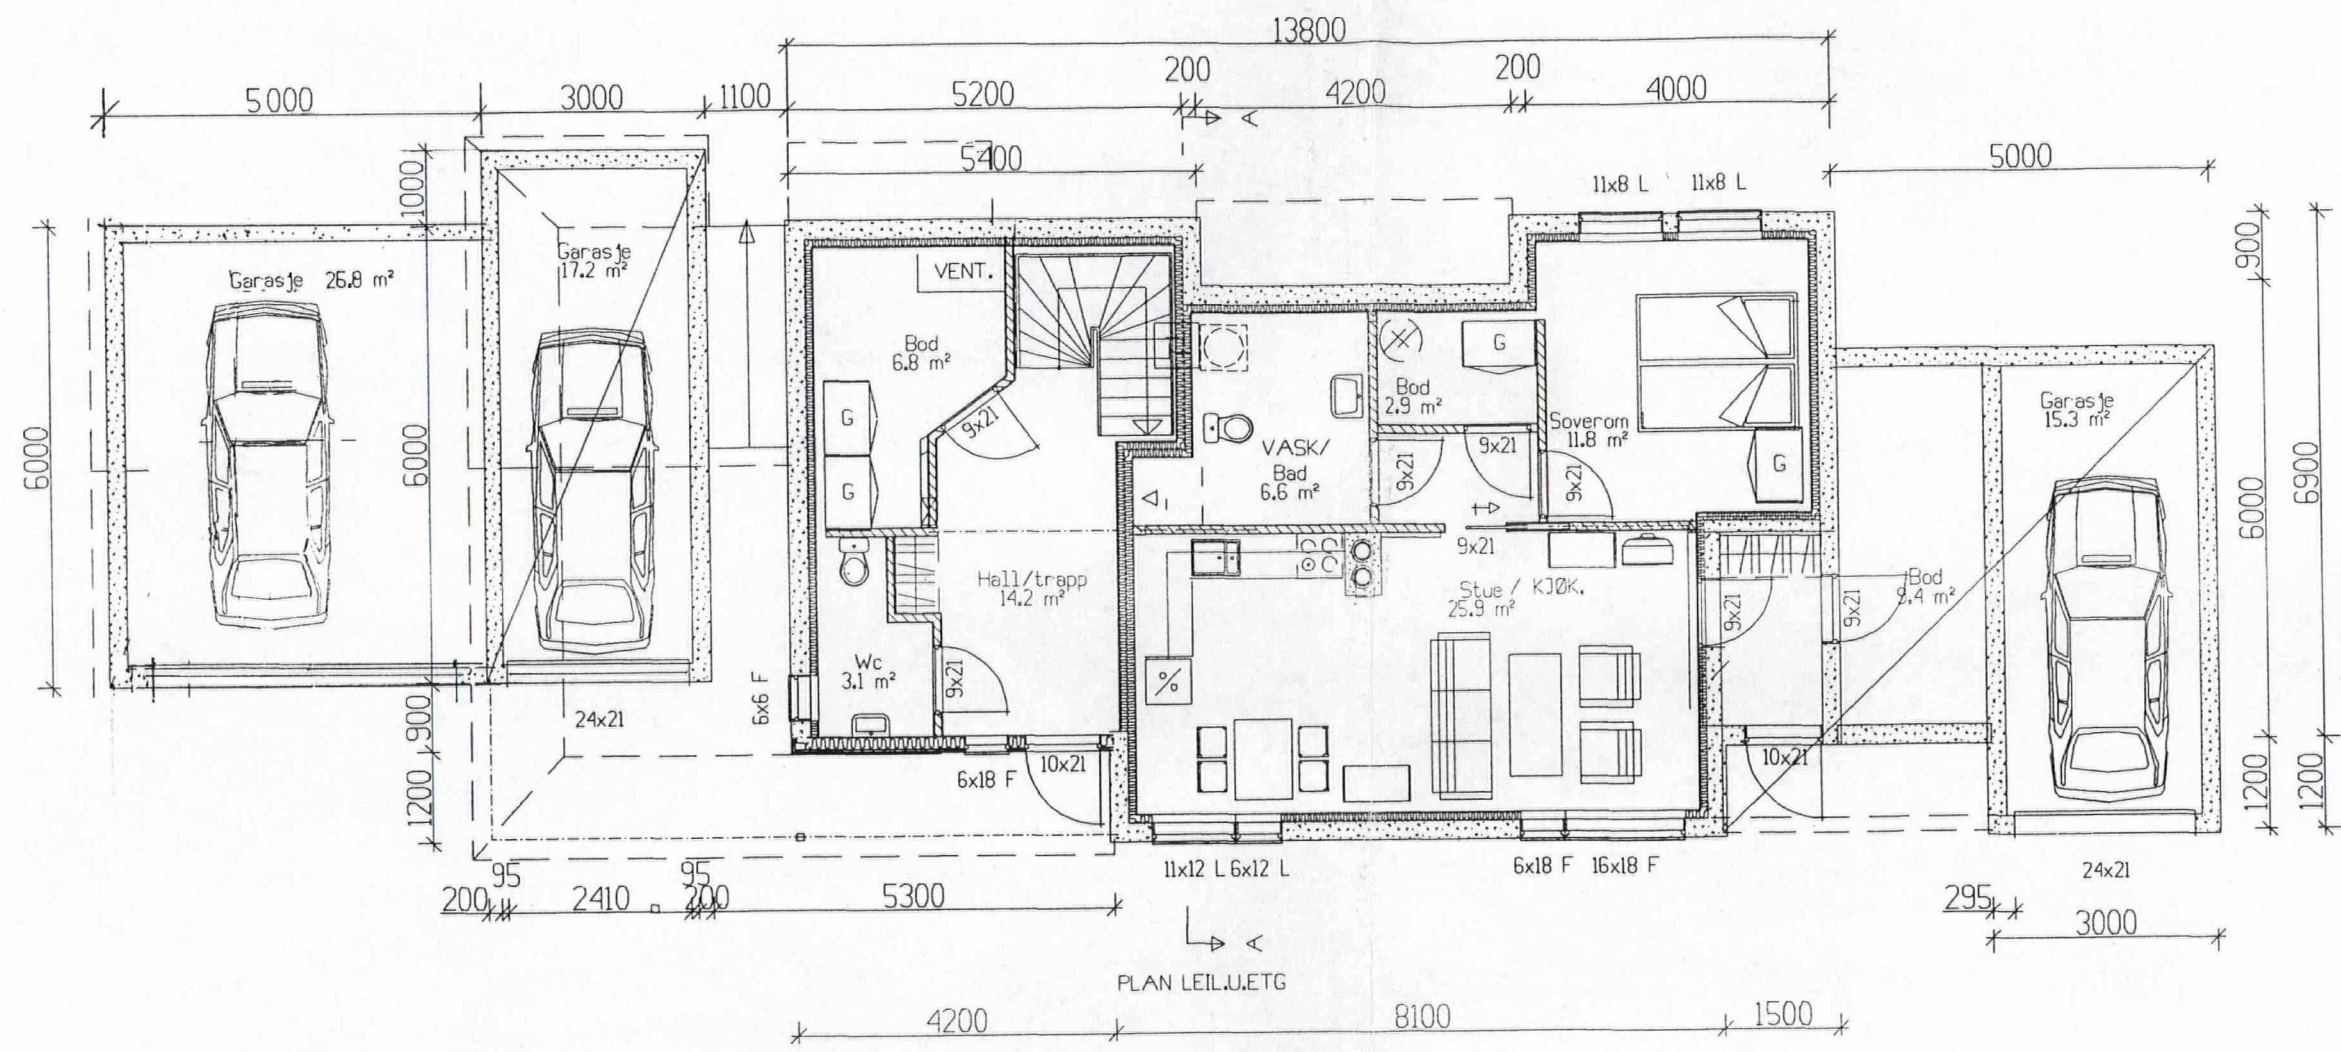 13800
200
200
5000
3000
1100
5200
4200
4000
5400
5000
11x8 L
11x8 L
A
1000
900
Garasje
17.2 m²
Garasje 26.8 m²
VENT.
Bod
6.8 m²
G
G
G
Bod
2.9 m²
Garasje
15.3 m²
Soverom
11.8 m²
G
9x21
9x21
9x21
9x21
VASK/
Bad
6.6 m²
6000
6000
6000
6900
9x21
Hall/trapp
14.2 m²
Stue / KJØK.
25.9 m²
Bod
9.4 m²
9x21
9x21
Wc
3.1 m²
9x21
6x6 F
900
24x21
1200
6x18 F
10x21
10x21
1200
1200
11x12 L
6x12 L
6x18 F
16x18 F
24x21
95
95
200
2410
200
5300
295
3000
A
PLAN LEIL.U.ETG
4200
8100
1500